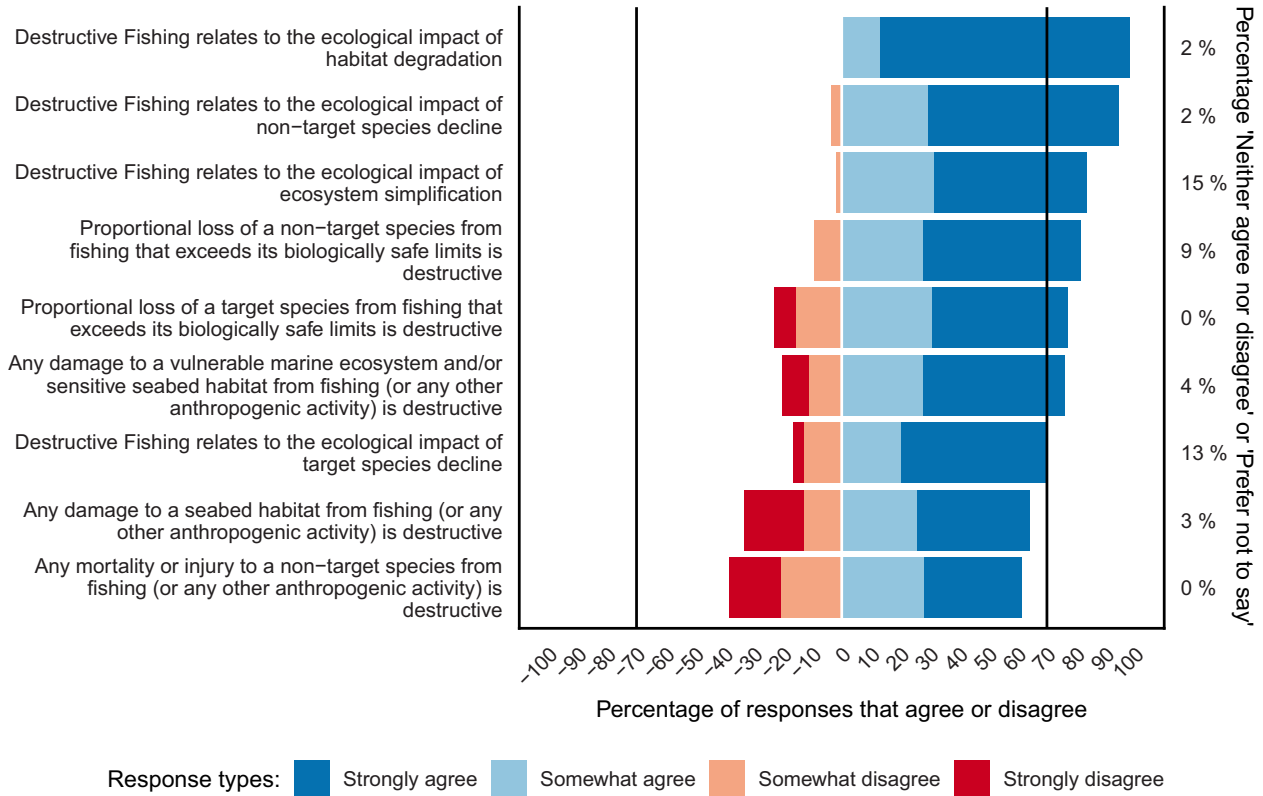 Destructive Fishing relates to the ecological impact of
habitat degradation
2 %
Destructive Fishing relates to the ecological impact of
non−target species decline
2 %
Destructive Fishing relates to the ecological impact of
ecosystem simplification
15 %
Proportional loss of a non−target species from
fishing that exceeds its biologically safe limits is
destructive
9 %
Proportional loss of a target species from fishing that
exceeds its biologically safe limits is destructive
0 %
Any damage to a vulnerable marine ecosystem and/or
sensitive seabed habitat from fishing (or any other
anthropogenic activity) is destructive
4 %
Destructive Fishing relates to the ecological impact of
target species decline
13 %
Any damage to a seabed habitat from fishing (or any
other anthropogenic activity) is destructive
3 %
Any mortality or injury to a non−target species from
fishing (or any other anthropogenic activity) is
destructive
0 %
Percentage 'Neither agree nor disagree' or 'Prefer not to say'
−100 −90 −80 −70 −60 −50 −40 −30 −20 −10 0 10 20 30 40 50 60 70 80 90 100
Percentage of responses that agree or disagree
Response types: Strongly agree Somewhat agree Somewhat disagree Strongly disagree